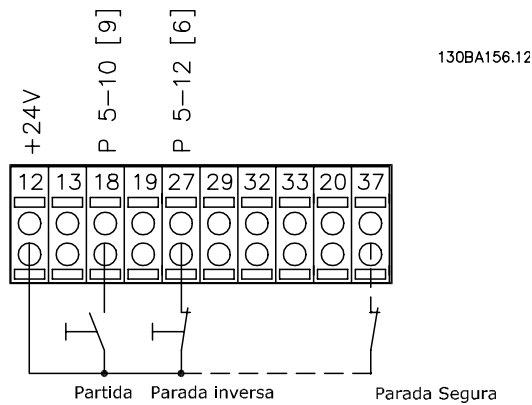 P 5-10 [9]
P 5-12 [6]
130BA156.12
+24V
12 13 18 19 27 29 32 33 20 37
Partida Parada inversa Parada Segura